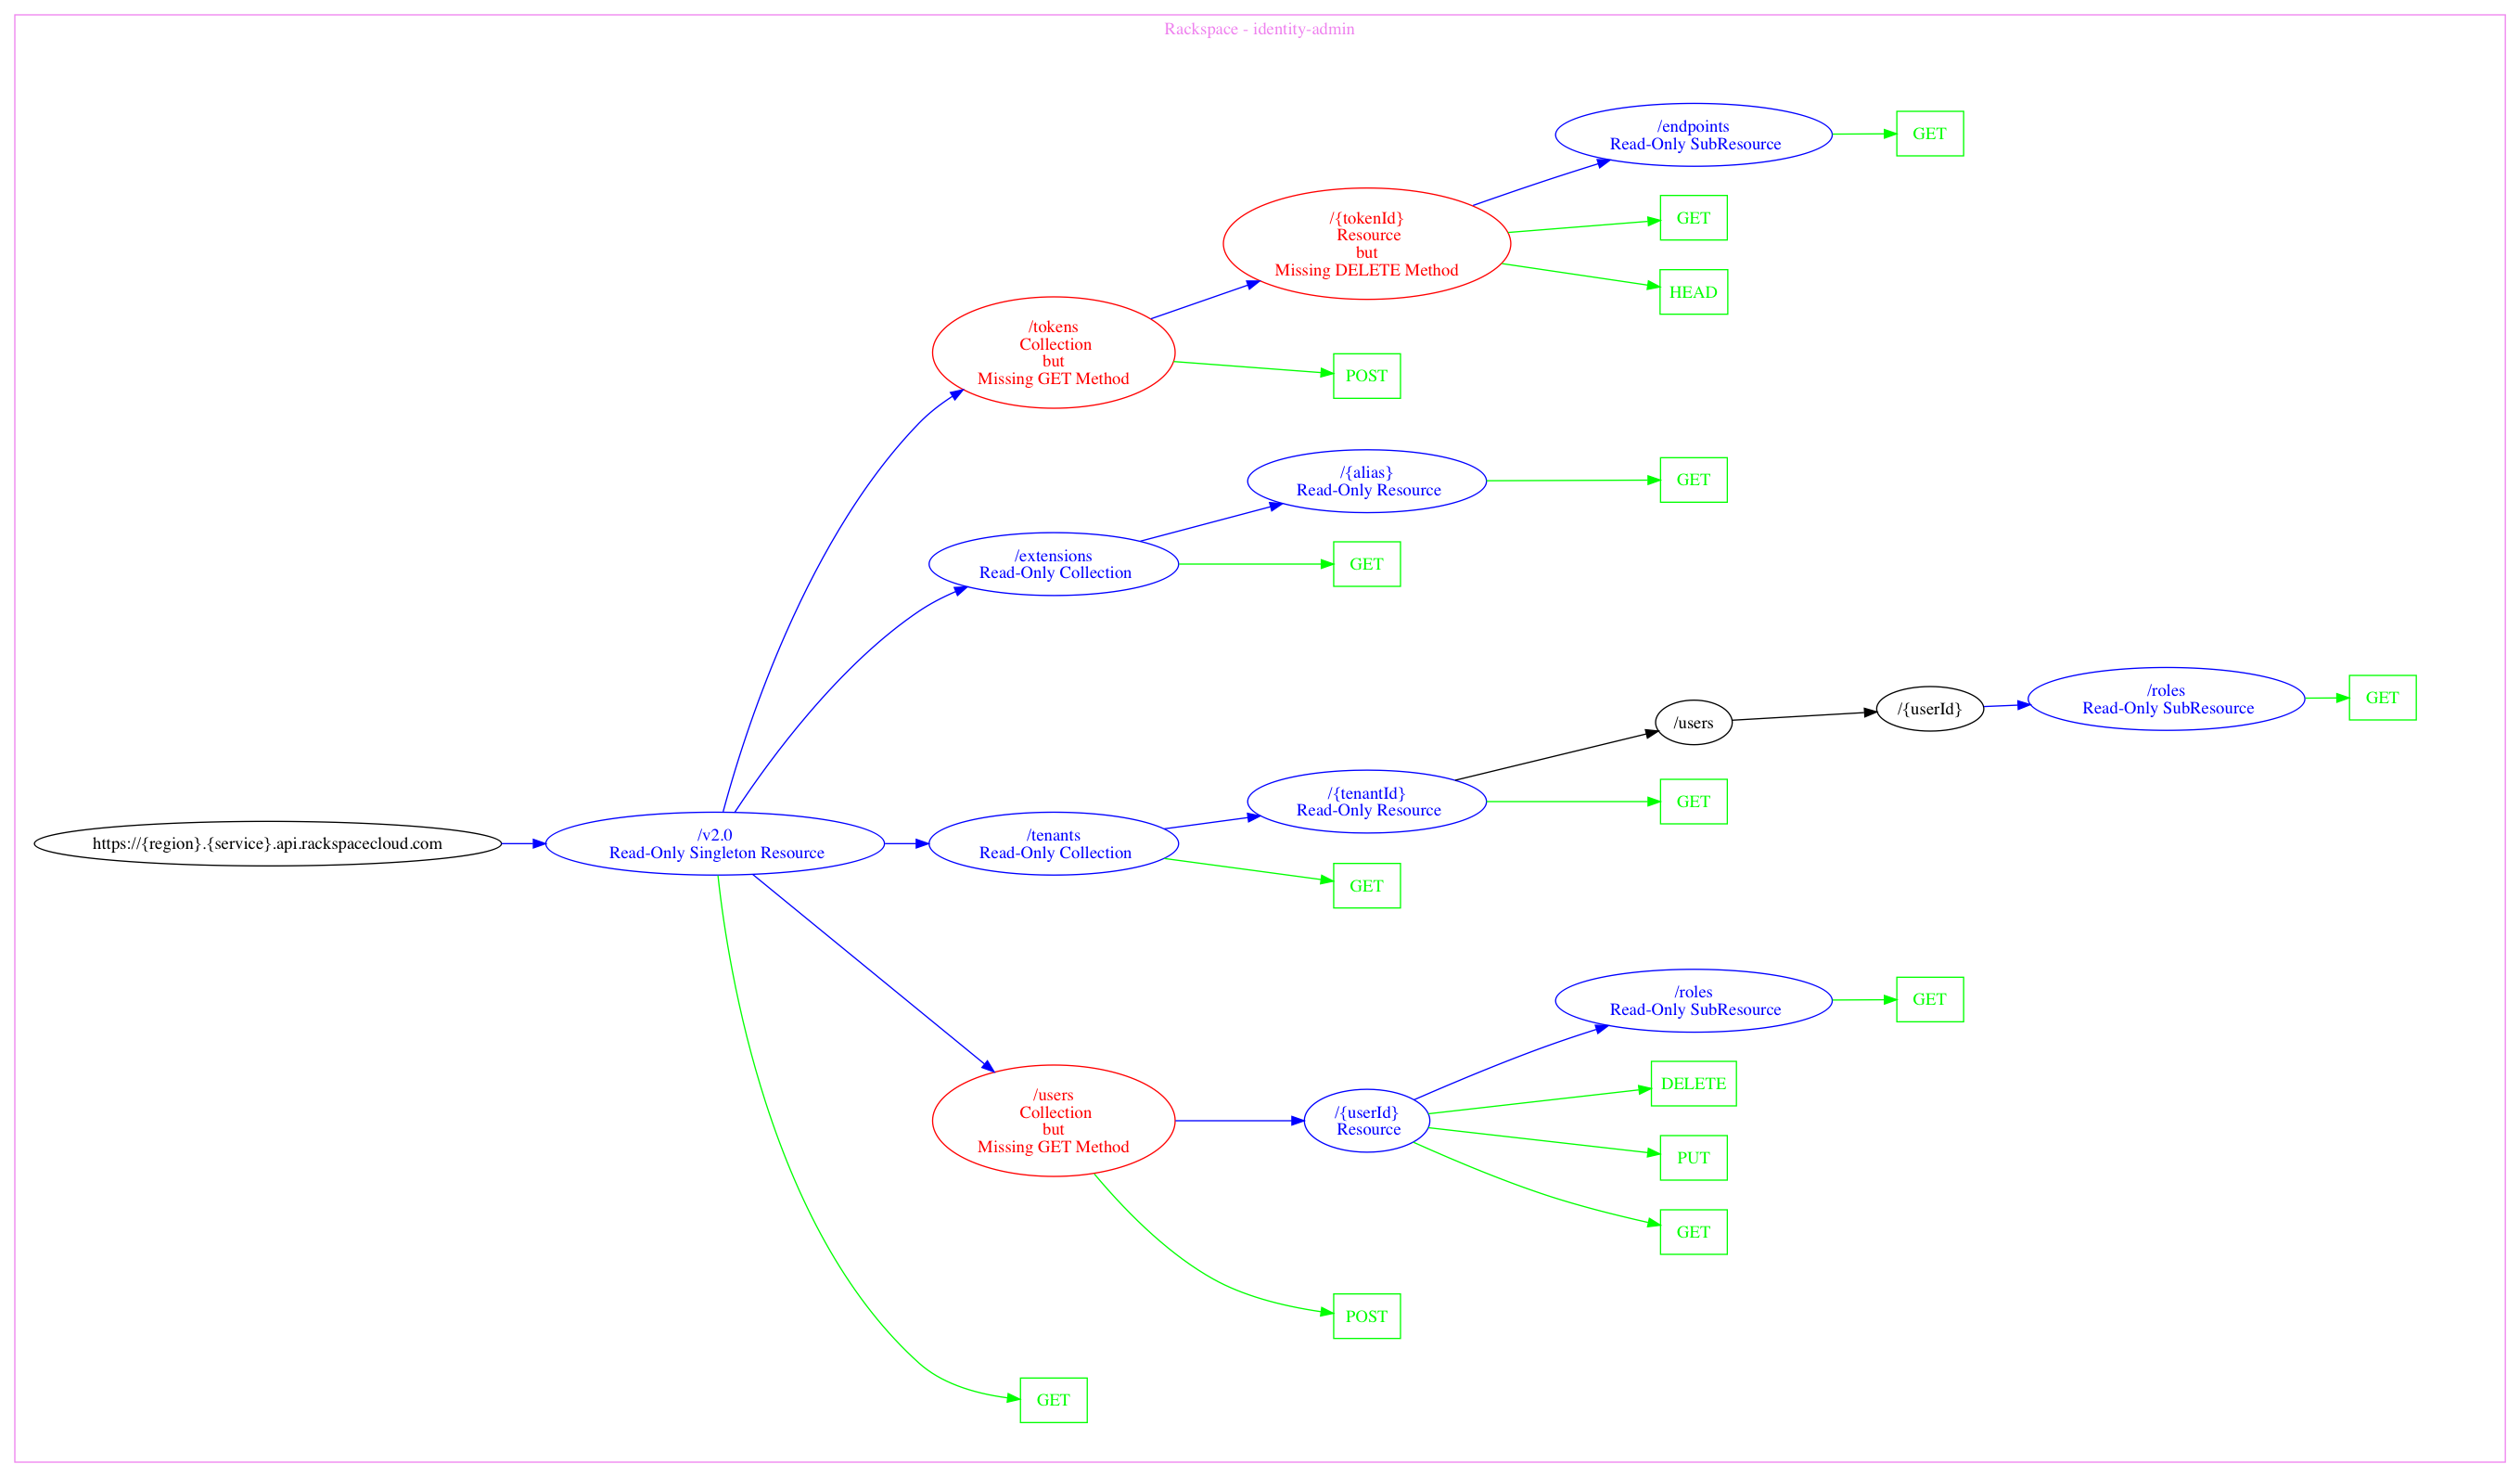 Rackspace - identity-admin
/endpoints
Read-Only SubResource
GET
/{tokenId}
Resource
but
Missing DELETE Method
GET
HEAD
/tokens
Collection
but
Missing GET Method
POST
/{alias}
Read-Only Resource
GET
/extensions
Read-Only Collection
GET
/users
/{userId}
/roles
Read-Only SubResource
GET
/{tenantId}
Read-Only Resource
GET
https://{region}.{service}.api.rackspacecloud.com
/v2.0
Read-Only Singleton Resource
/tenants
Read-Only Collection
GET
/roles
Read-Only SubResource
GET
/users
Collection
but
Missing GET Method
/{userId}
Resource
DELETE
PUT
GET
POST
GET